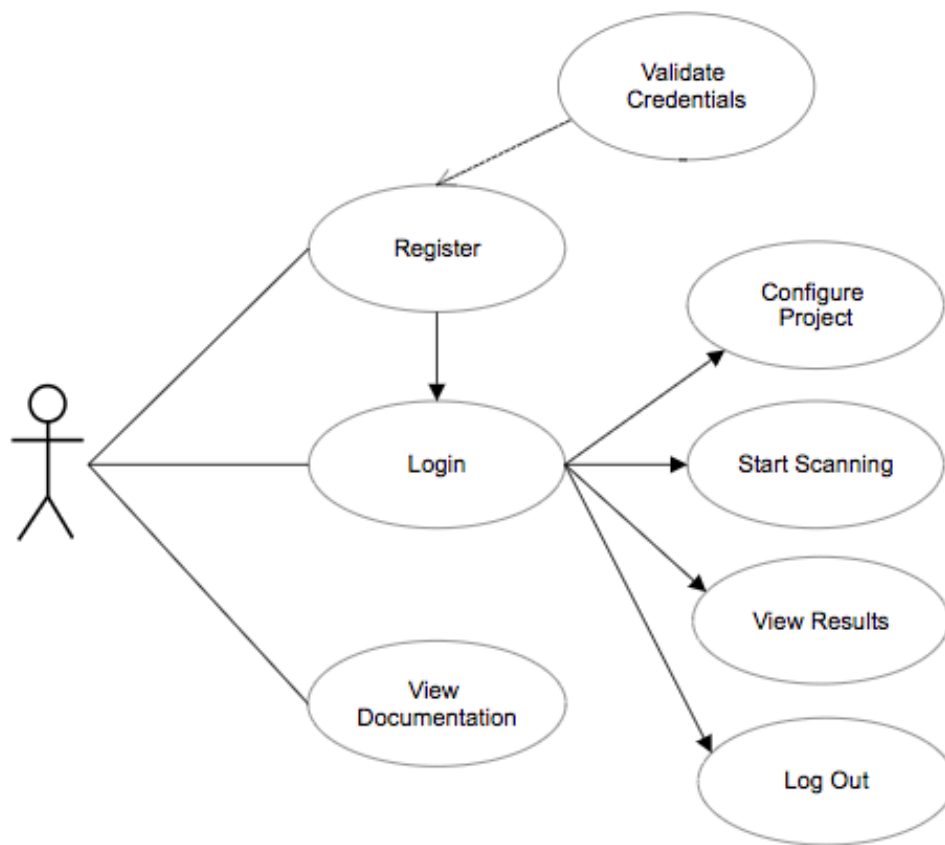 Validate
Credentials
Register
Configure
Project
Login
Start Scanning
View Results
View
Documentation
Log Out